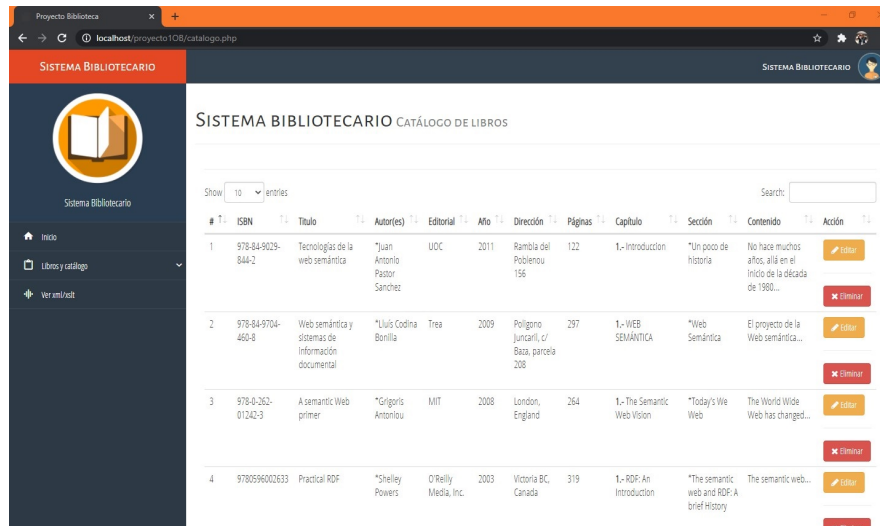 Proyecto Biblioteca
localhost/proyecto1OB/catalogo.php
SISTEMA BIBLIOTECARIO
SISTEMA BIBLIOTECARIO
SISTEMA BIBLIOTECARIO CATÁLOGO DE LIBROS
Sistema Bibliotecario
Inicio
Libros y catálogo
Ver xml/xslt
Show 10 entries
Search:
# ISBN Titulo Autor(es) Editorial Año Dirección Páginas Capítulo Sección Contenido Acción
1 978-84-9029- Tecnologías de la *Juan UOC 2011 Rambla del 122 1.- Introduccion *Un poco de No hace muchos Editar
844-2 web semántica Antonio Poblenou historia años, allá en el
Pastor 156 inicio de la década
Sanchez de 1980... Eliminar
2 978-84-9704- Web semántica y *Lluís Codina Trea 2009 Poligono 297 1.- WEB *Web El proyecto de la Editar
460-8 sistemas de Bonilla Juncaril, c/ SEMÁNTICA Semántica Web semántica...
información Baza, parcela
documental 208 Eliminar
3 978-0-262- A semantic Web *Grigoris MIT 2008 London, 264 1.- The Semantic *Today's We The World Wide Editar
01242-3 primer Antoniou England Web Vision Web Web has changed...
Eliminar
4 9780596002633 Practical RDF *Shelley O'Reilly 2003 Victoria BC, 319 1.- RDF: An *The semantic The semantic web... Editar
Powers Media, Inc. Canada Introduction web and RDF: A
brief History